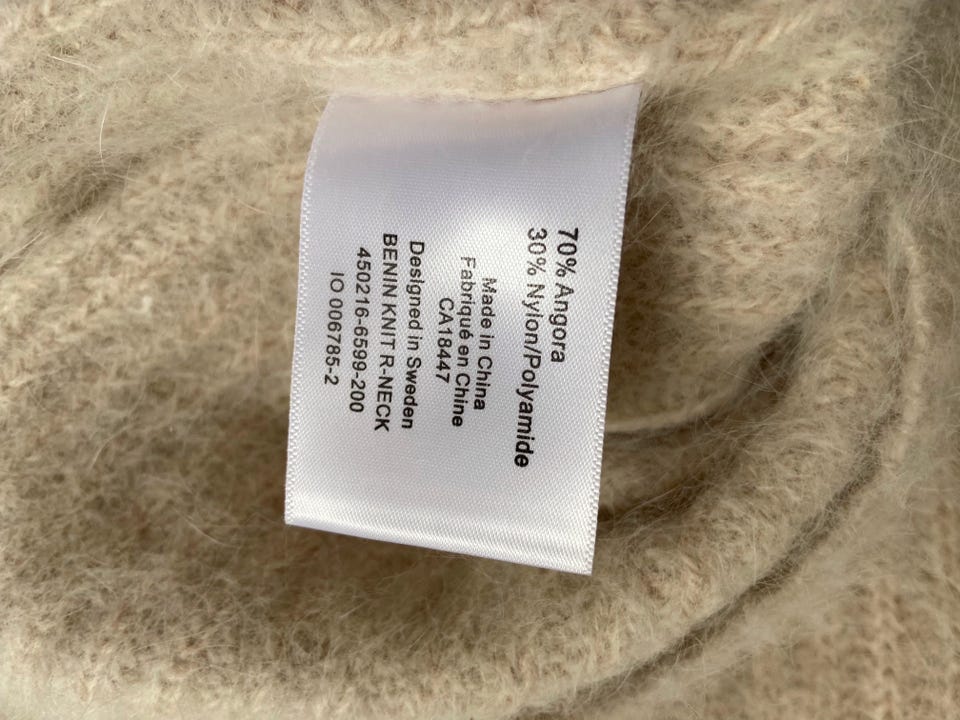 70% Angora
30% Nylon/Polyamide
Made in China
Fabriqué en Chine
CA18447
Designed in Sweden
BENIN KNIT R-NECK
450216-6599-200
IO 006785-2